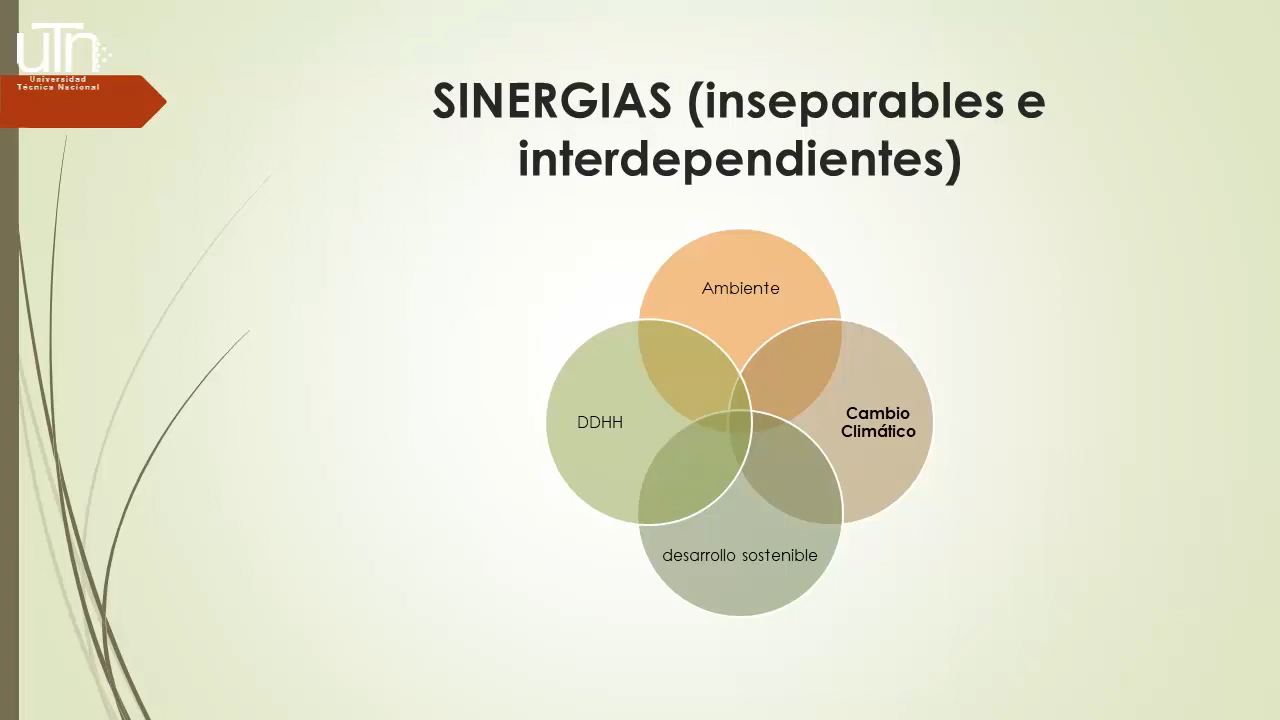 uTn
Universidad
Técnica Nacional
SINERGIAS (inseparables e
interdependientes)
Ambiente
DDHH
Cambio
Climático
desarrollo sostenible